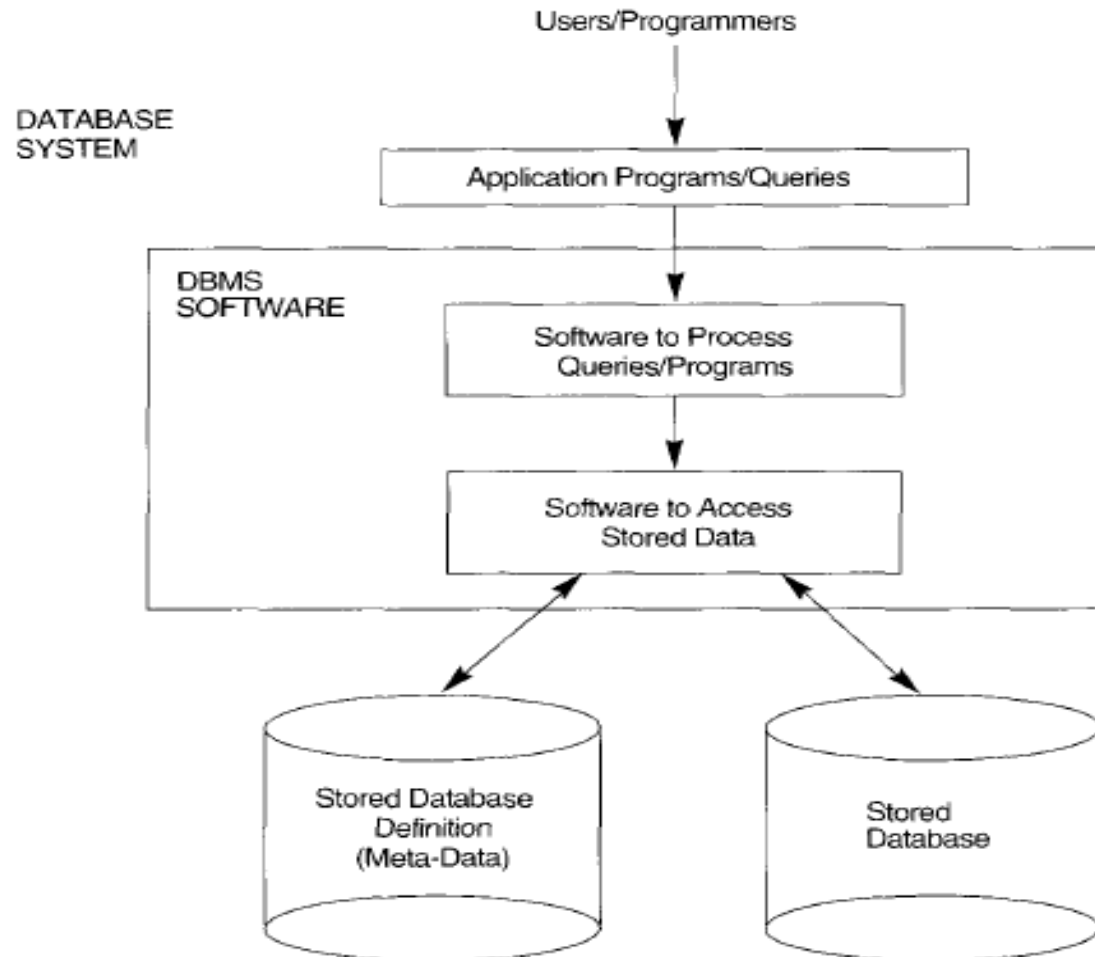 Users/Programmers
DATABASE
SYSTEM
Application Programs/Queries
DBMS
SOFTWARE
Software to Process
Queries/Programs
Software to Access
Stored Data
Stored Database
Definition
(Meta-Data)
Stored
Database